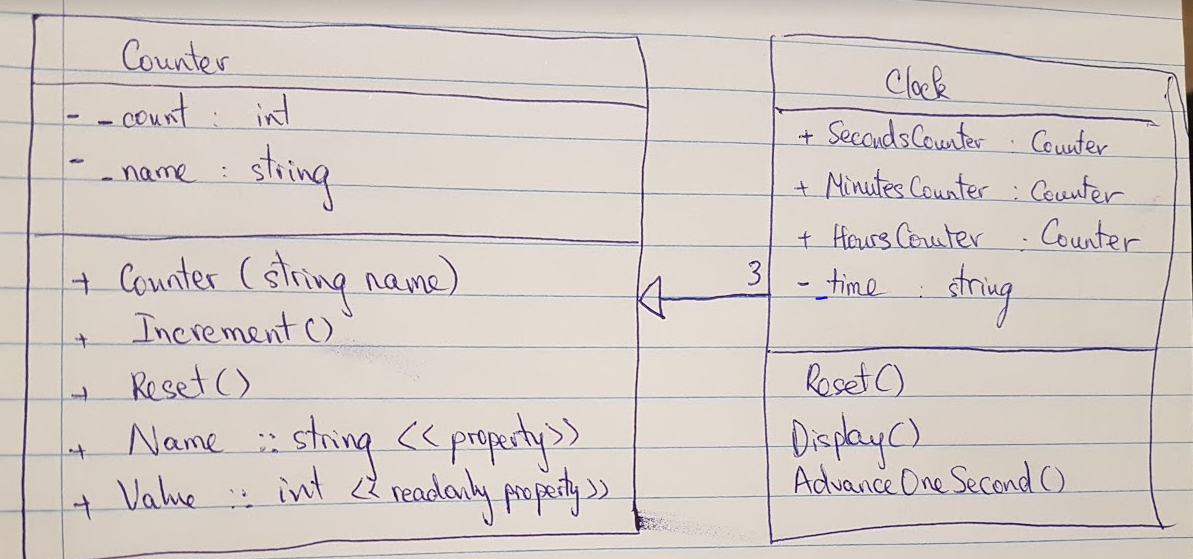 Counter
- _count : int
- _name : string
+ Counter (string name)
+ Increment()
+ Reset()
+ Name :: string <<property>>
+ Value :: int <<readonly property>>
3
Clock
+ SecondsCounter : Counter
+ MinutesCounter : Counter
+ HoursCouter : Counter
- _time : string
Reset()
Display()
AdvanceOneSecond()